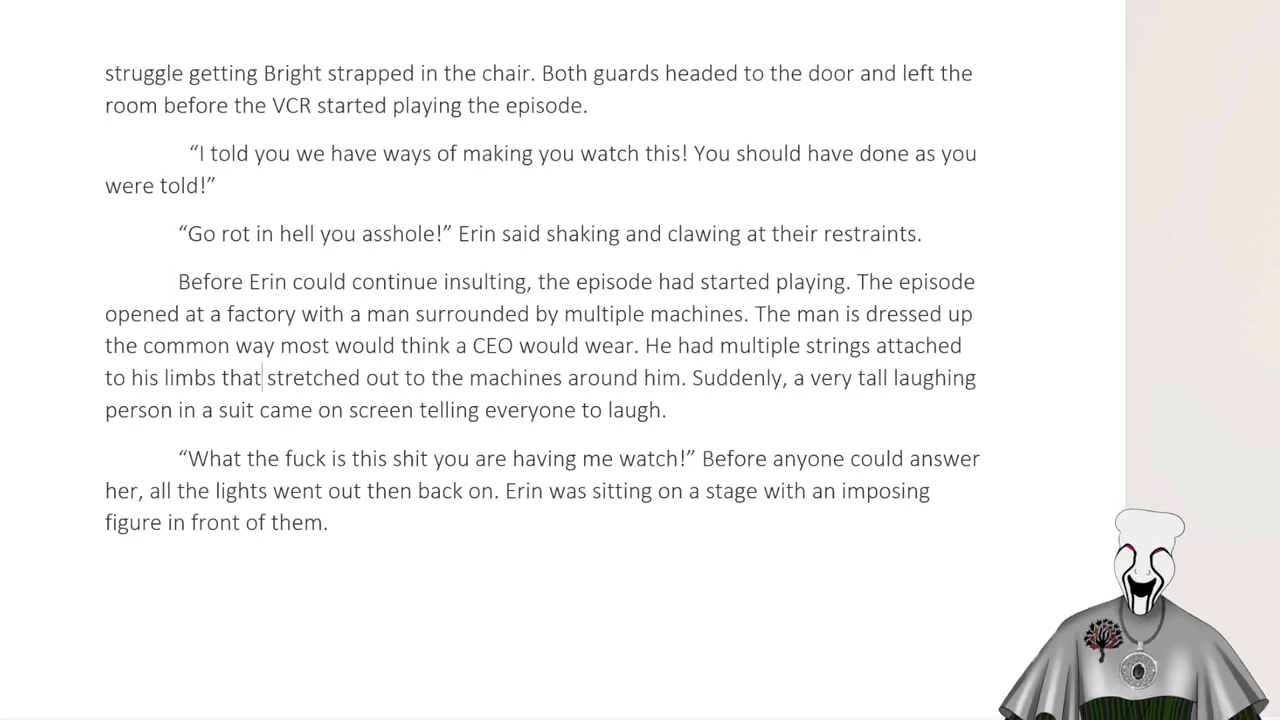 struggle getting Bright strapped in the chair. Both guards headed to the door and left the
room before the VCR started playing the episode.
“I told you we have ways of making you watch this! You should have done as you
were told!”
“Go rot in hell you asshole!” Erin said shaking and clawing at their restraints.
Before Erin could continue insulting, the episode had started playing. The episode
opened at a factory with a man surrounded by multiple machines. The man is dressed up
the common way most would think a CEO would wear. He had multiple strings attached
to his limbs that stretched out to the machines around him. Suddenly, a very tall laughing
person in a suit came on screen telling everyone to laugh.
“What the fuck is this shit you are having me watch!” Before anyone could answer
her, all the lights went out then back on. Erin was sitting on a stage with an imposing
figure in front of them.